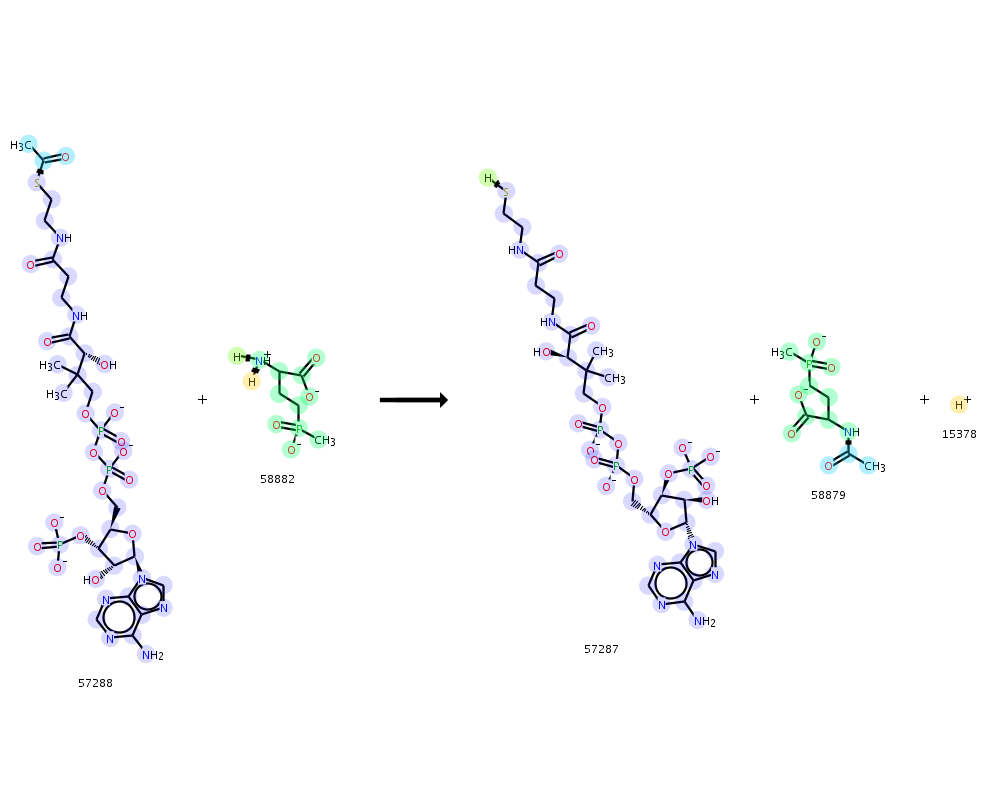 H₃C
O
S
NH
O
NH
O
OH
H₃C
H₃C
O
O⁻
P
O
O⁻
O
P
O
O
O⁻
O
P
O
O⁻
O
HO
N
N
N
N
N
NH₂
57288
+
H
NH⁺
H
O
O⁻
O
P
CH₃
O⁻
58882
H
S
HN
O
HN
O
HO
CH₃
CH₃
O
O
P
O
O⁻
O
P
O⁻
O
O⁻
O⁻
O
P
O
OH
O
N
N
N
N
N
NH₂
57287
+
O⁻
H₃C
P
O
O⁻
O
NH
O
CH₃
58879
+
H⁺
15378